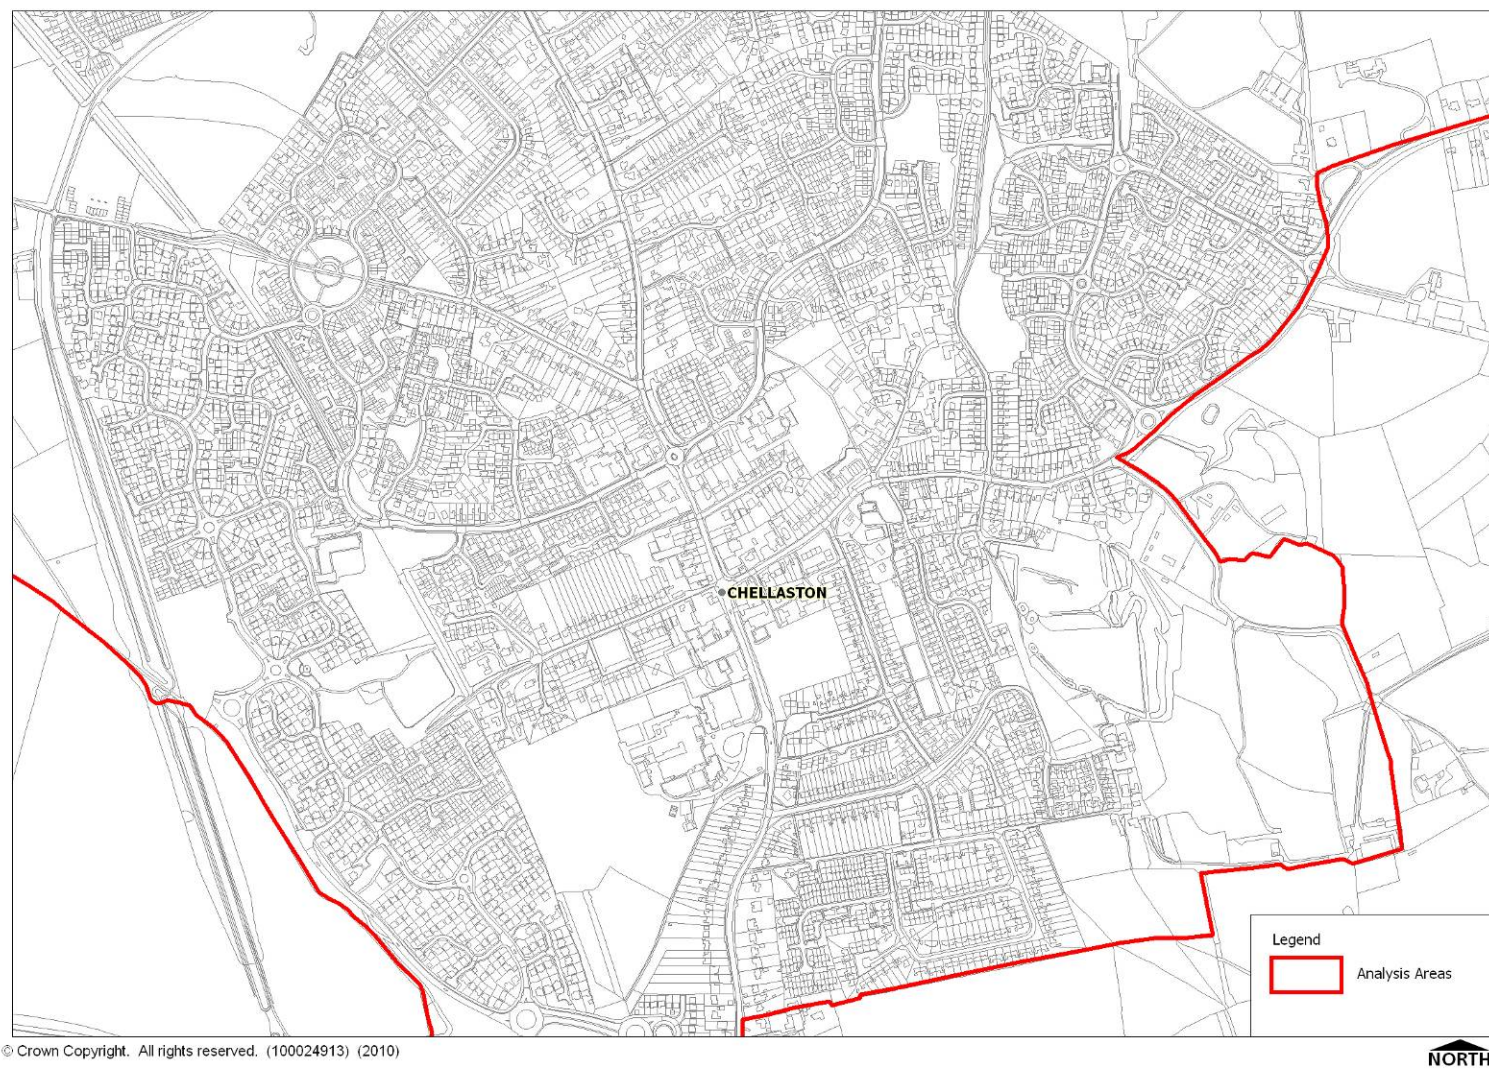 CHELLASTON
Legend
Analysis Areas
© Crown Copyright. All rights reserved. (100024913) (2010)
NORTH